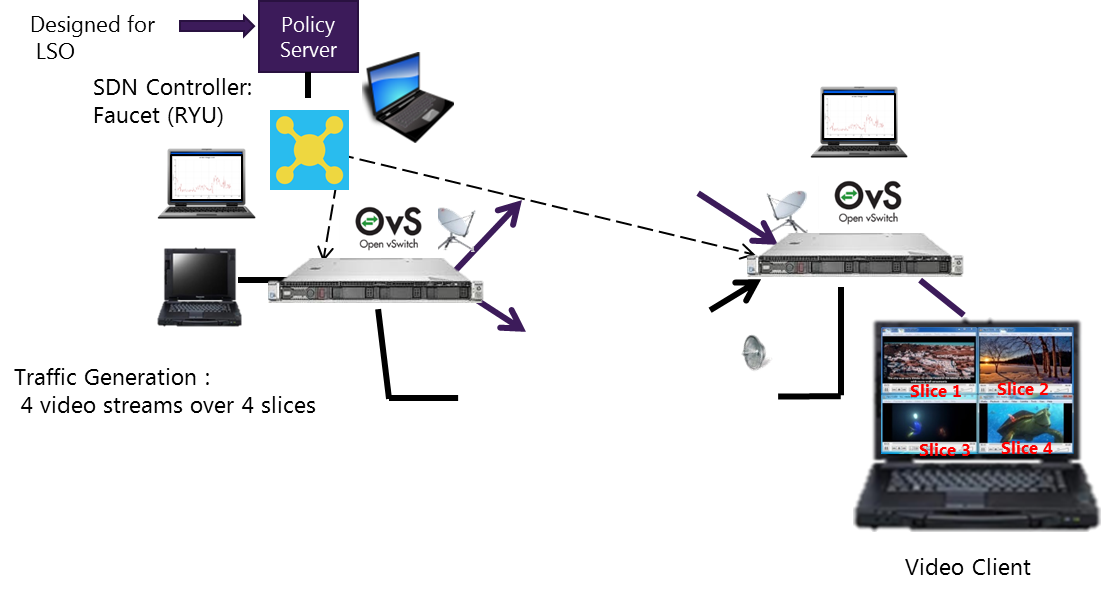 Designed for
LSO
Policy
Server
SDN Controller:
Faucet (RYU)
OvS
Open vSwitch
OvS
Open vSwitch
Traffic Generation :
4 video streams over 4 slices
Slice 1
Slice 2
Slice 3
Slice 4
Video Client